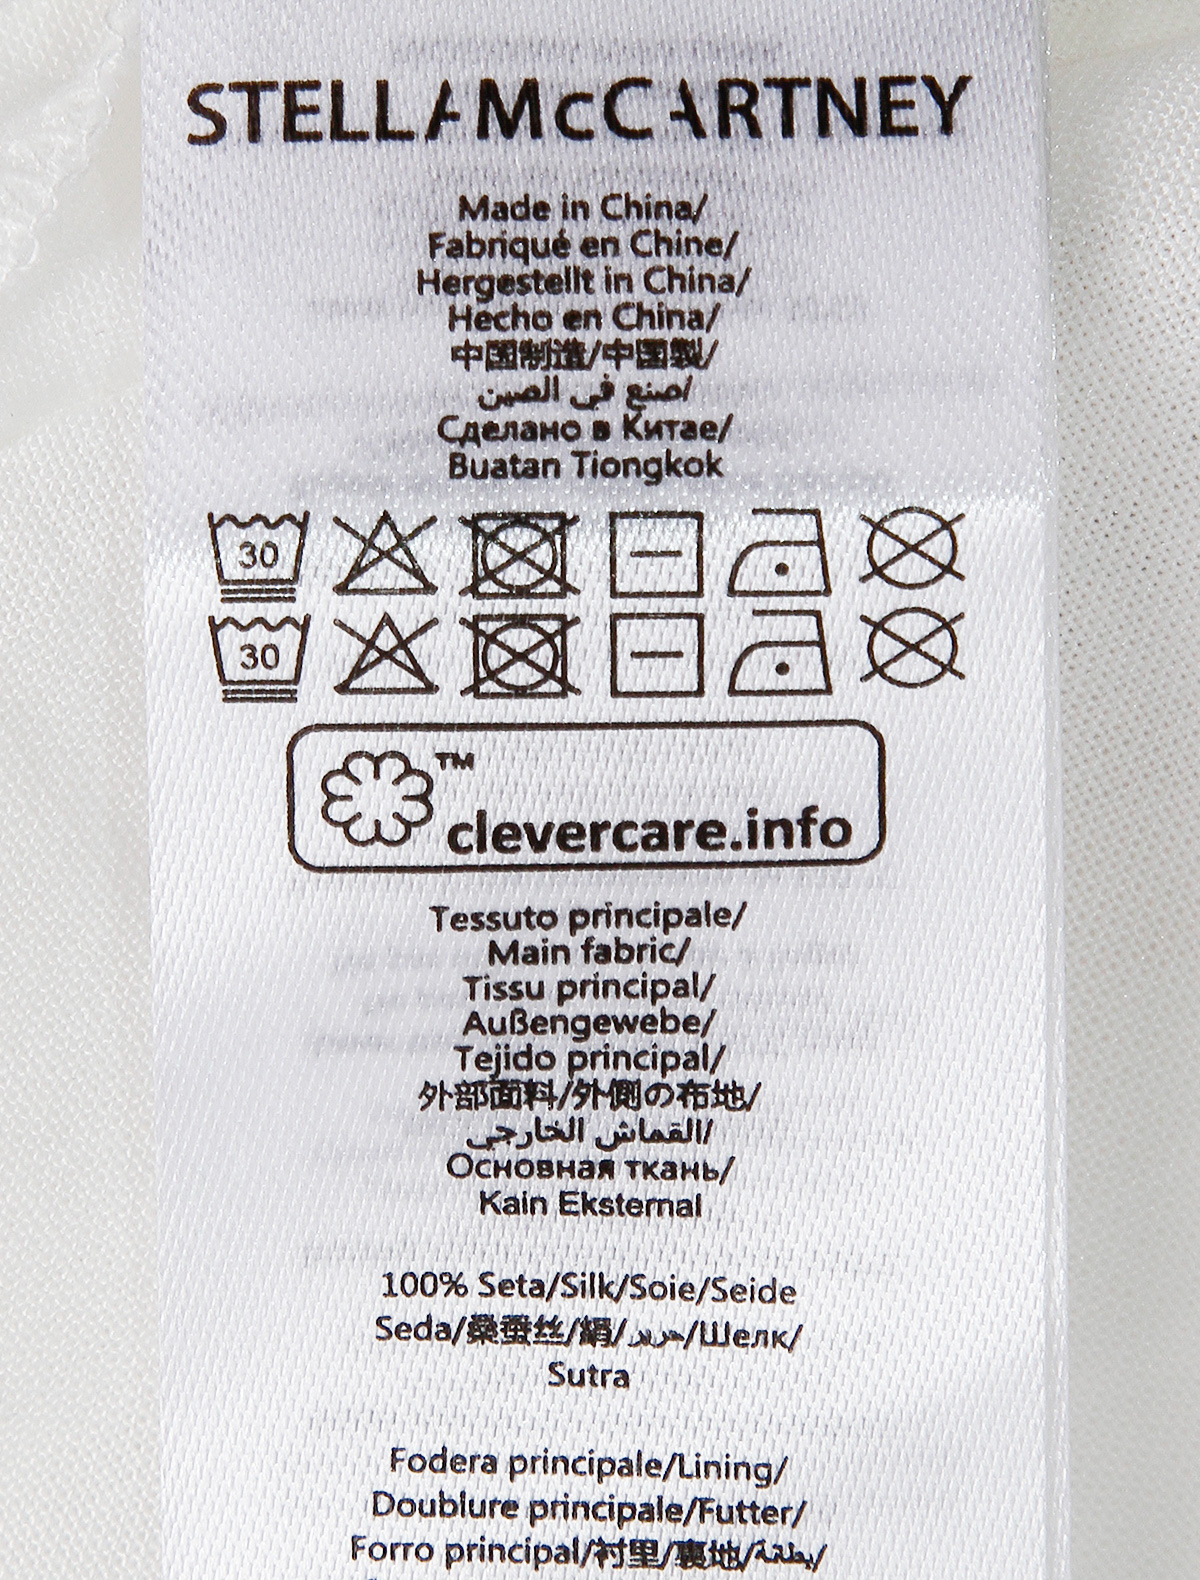 STELLA McCARTNEY
Made in China/
Fabriqué en Chine/
Hergestellt in China/
Hecho en China/
中国制造/中国製/
صنع في الصين/
Сделано в Китае/
Buatan Tiongkok
30
30
TM
clevercare.info
Tessuto principale/
Main fabric/
Tissu principal/
Außengewebe/
Tejido principal/
外部面料/外側の布地/
القماش الخارجي/
Основная ткань/
Kain Eksternal
100% Seta/Silk/Soie/Seide
Seda/桑蚕丝/絹/حرير/Шелк/
Sutra
Fodera principale/Lining/
Doublure principale/Futter/
Forro principal/衬里/裏地/بطانة/